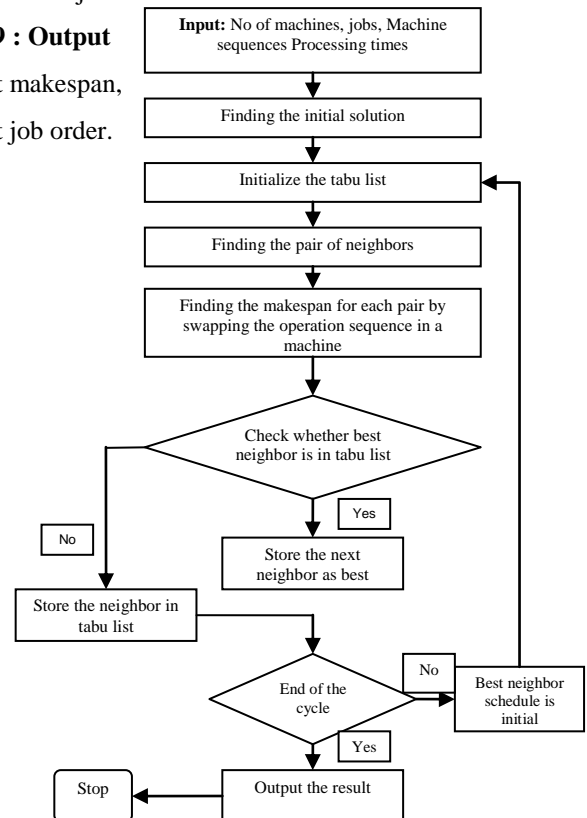 : Output
makespan,
job order.
Input: No of machines, jobs, Machine
sequences Processing times
Finding the initial solution
Initialize the tabu list
Finding the pair of neighbors
Finding the makespan for each pair by
swapping the operation sequence in a
machine
Check whether best
neighbor is in tabu list
Yes
No
Store the next
neighbor as best
Store the neighbor in
tabu list
End of the
cycle
No
Best neighbor
schedule is
initial
Yes
Output the result
Stop